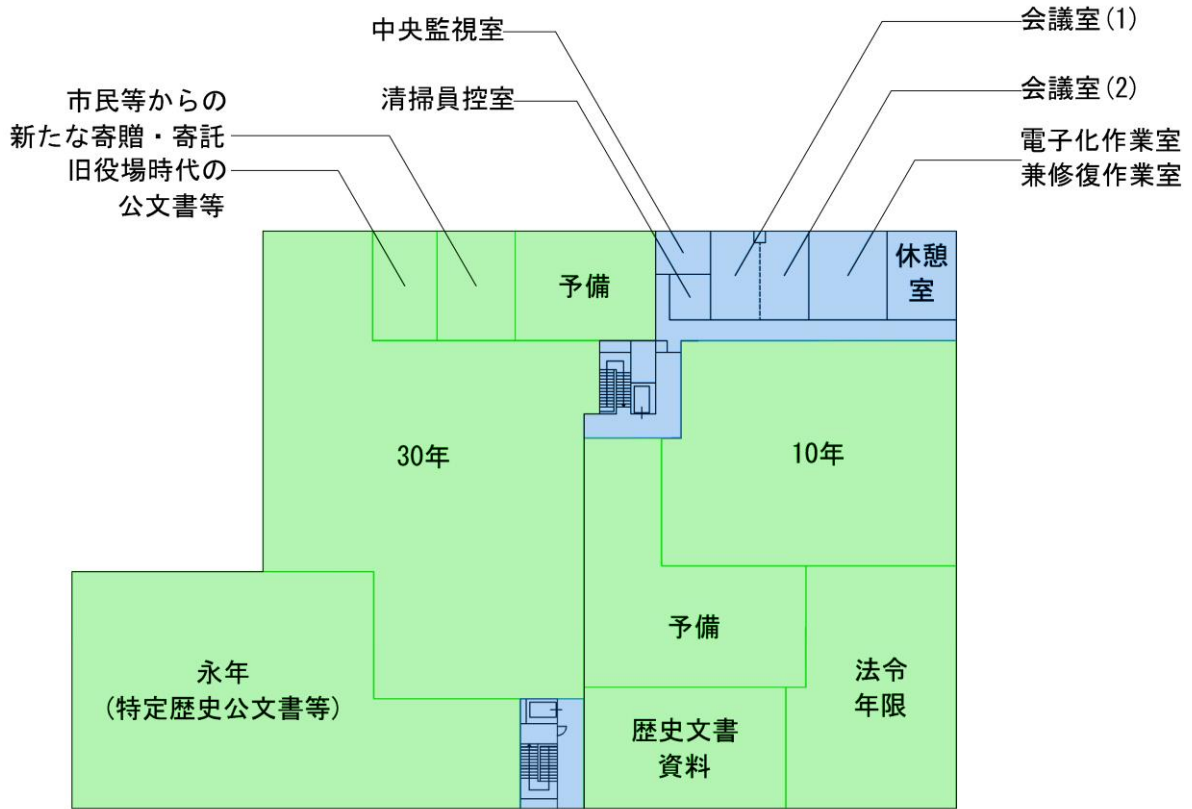 中央監視室
清掃員控室
市民等からの
新たな寄贈・寄託
旧役場時代の
公文書等
会議室(1)
会議室(2)
電子化作業室
兼修復作業室
予備
休憩
室
30年
10年
予備
永年
(特定歴史公文書等)
法令
年限
歴史文書
資料